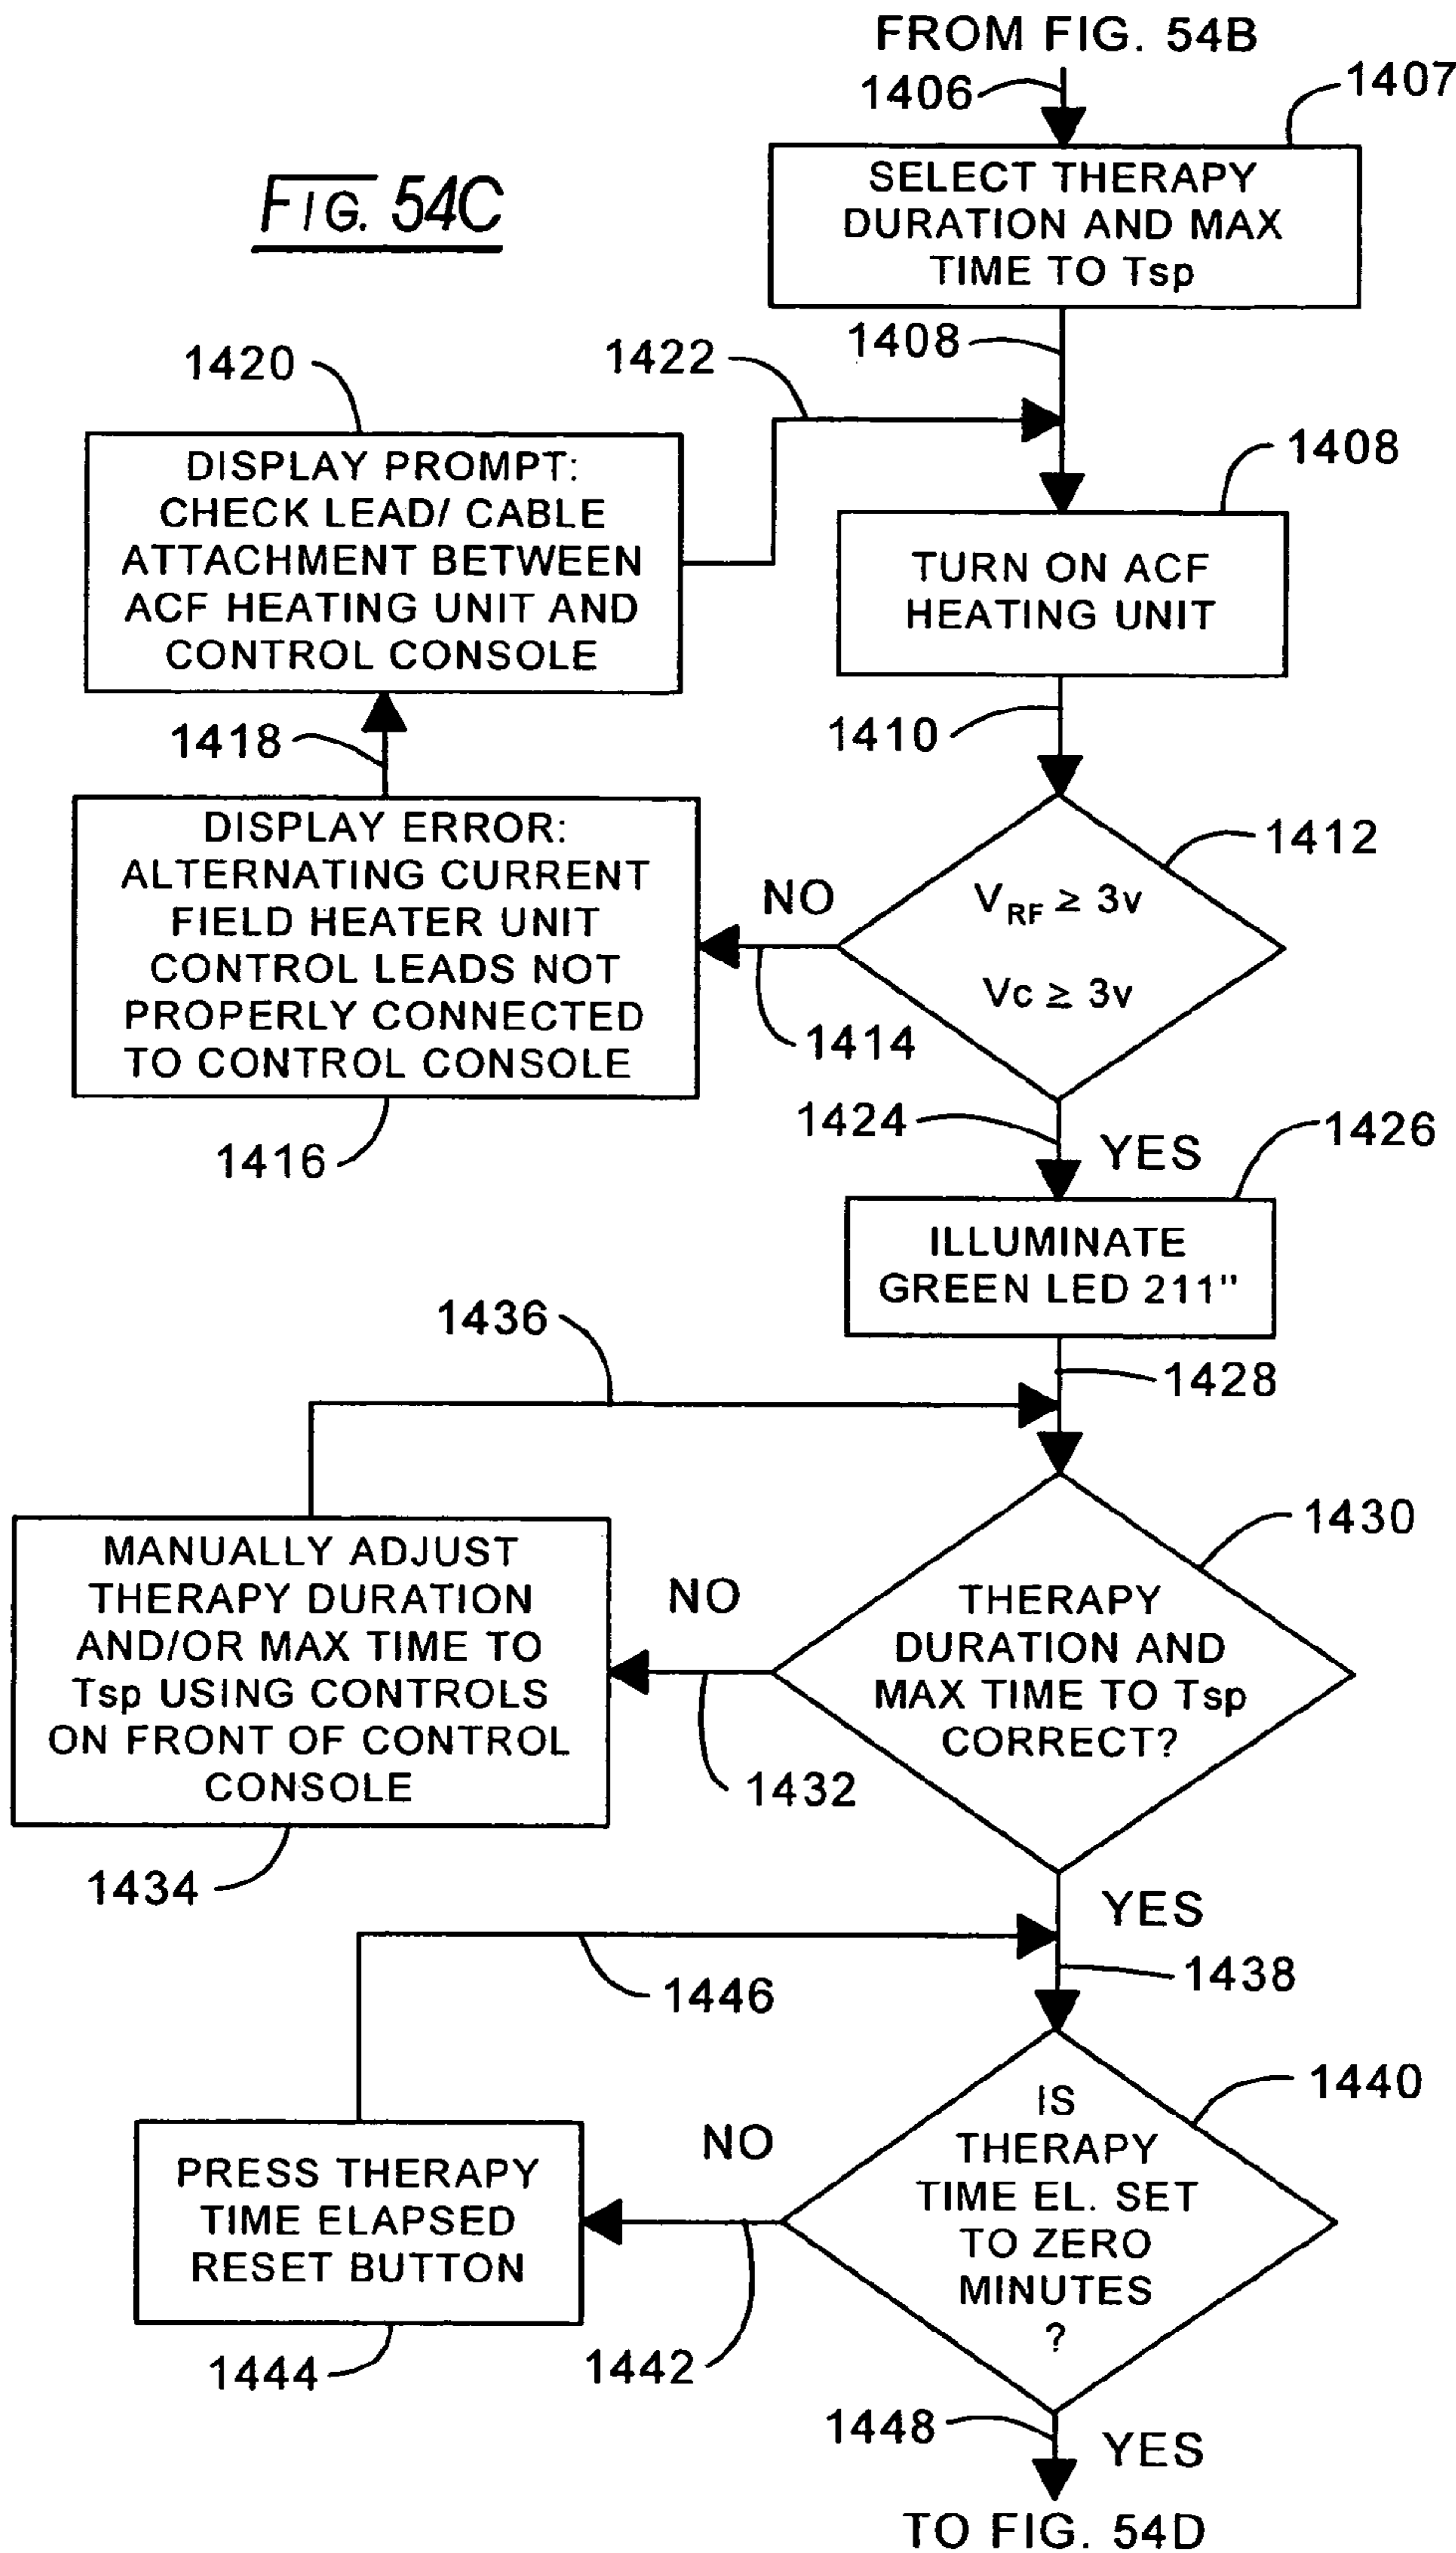 FROM FIG. 54B
1406
1407
FIG. 54C
SELECT THERAPY
DURATION AND MAX
TIME TO Tsp
1408
1420
1422
DISPLAY PROMPT:
CHECK LEAD/ CABLE
ATTACHMENT BETWEEN
ACF HEATING UNIT AND
CONTROL CONSOLE
1408
TURN ON ACF
HEATING UNIT
1410
1418
DISPLAY ERROR:
ALTERNATING CURRENT
FIELD HEATER UNIT
CONTROL LEADS NOT
PROPERLY CONNECTED
TO CONTROL CONSOLE
1416
NO
1414
1412
VRF ≥ 3v
Vc ≥ 3v
1424
YES
1426
ILLUMINATE
GREEN LED 211"
1436
1428
1430
MANUALLY ADJUST
THERAPY DURATION
AND/OR MAX TIME TO
Tsp USING CONTROLS
ON FRONT OF CONTROL
CONSOLE
1434
NO
1432
THERAPY
DURATION AND
MAX TIME TO Tsp
CORRECT?
YES
1446
1438
1440
PRESS THERAPY
TIME ELAPSED
RESET BUTTON
1444
NO
1442
IS
THERAPY
TIME EL. SET
TO ZERO
MINUTES
?
1448
YES
TO FIG. 54D